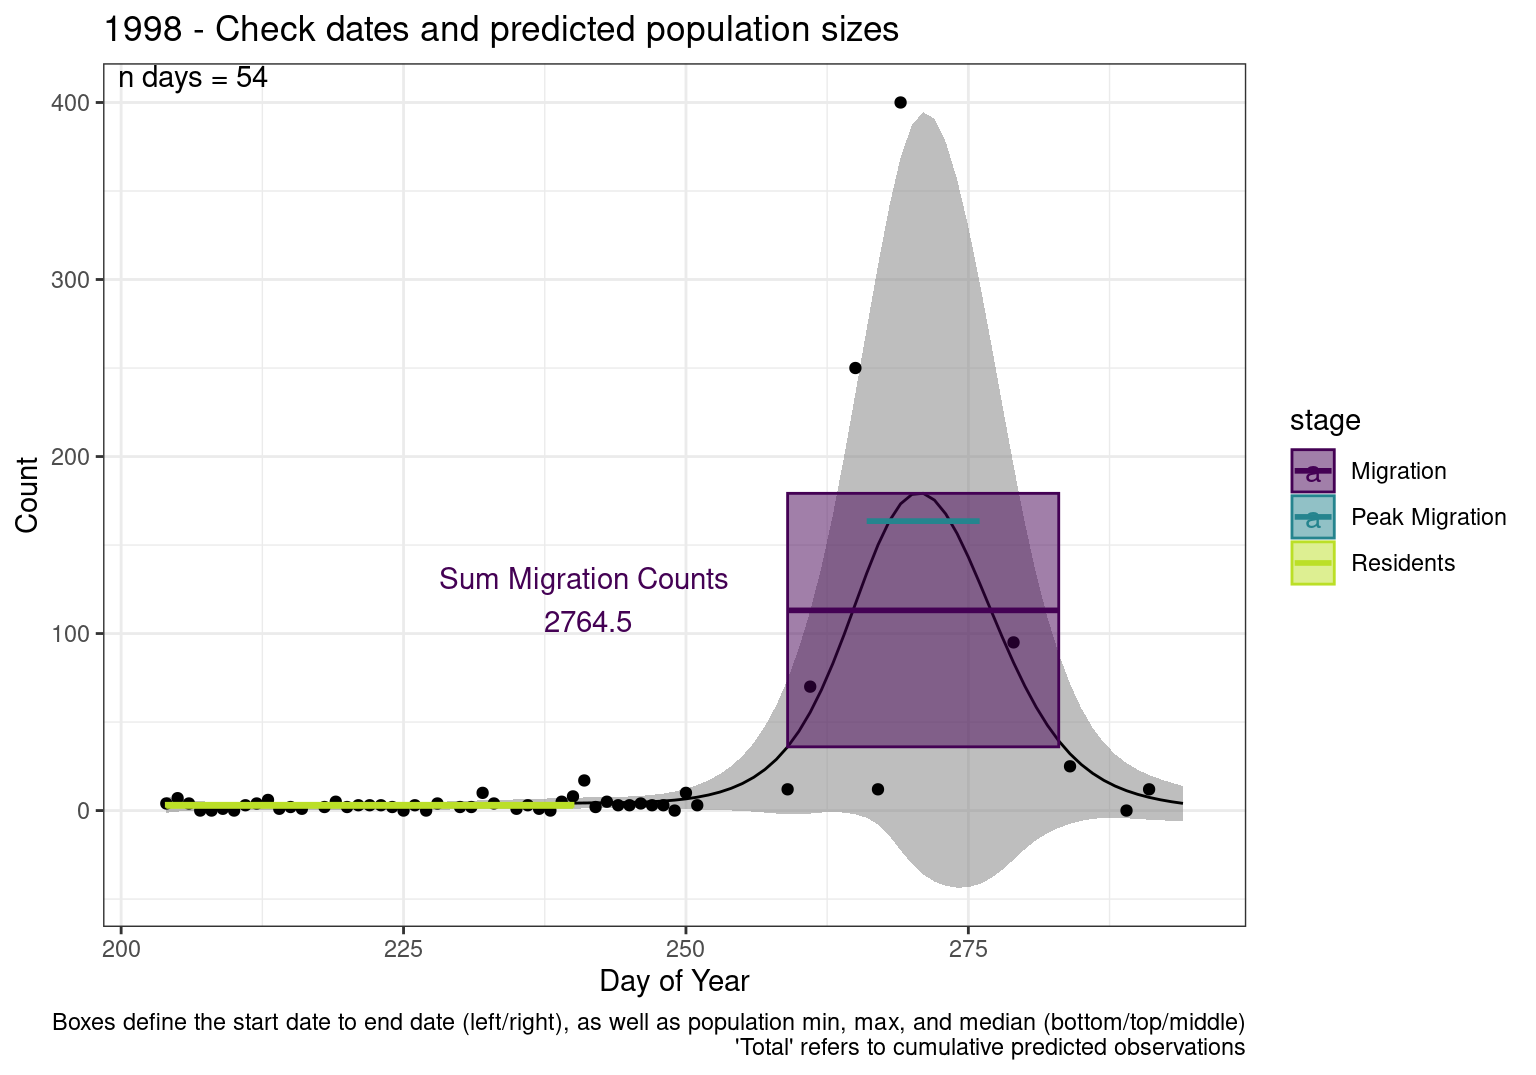 1998 - Check dates and predicted population sizes
n days = 54
400
300
200
100
0
Count
Sum Migration Counts
2764.5
200
225
250
275
Day of Year
stage
a Migration
a Peak Migration
Residents
Boxes define the start date to end date (left/right), as well as population min, max, and median (bottom/top/middle)
'Total' refers to cumulative predicted observations